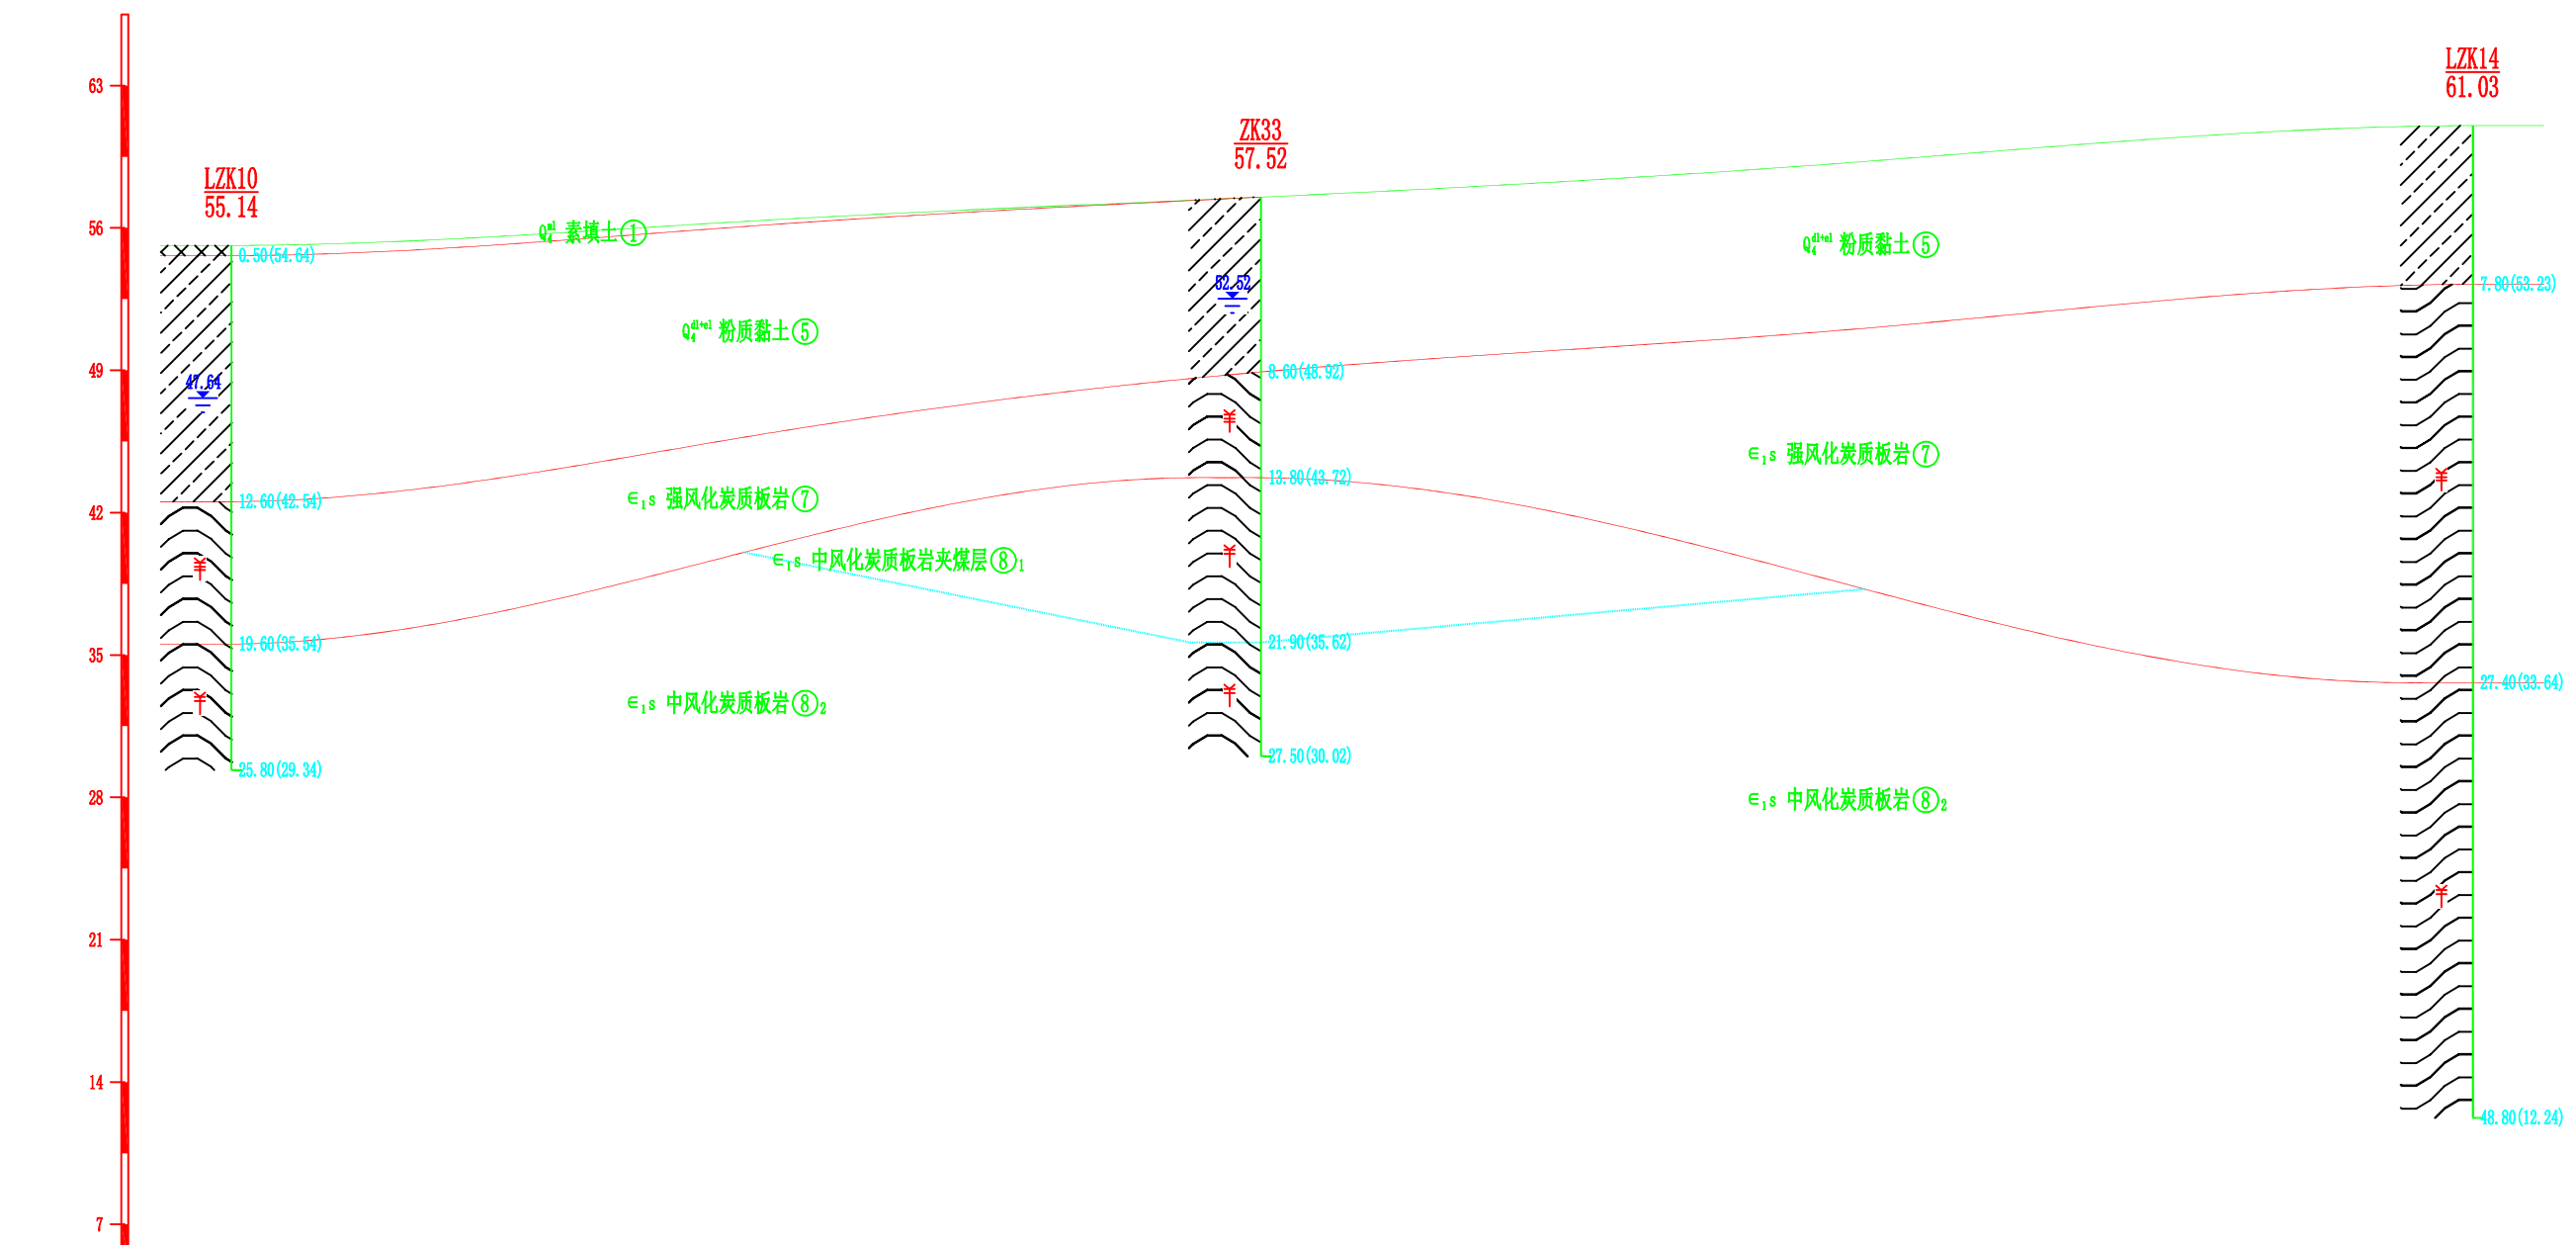 LZK14
61.03
63
ZK33
57.52
LZK10
55.14
56
Q₄ᵐˡ 素填土①
Q₄ᵈˡ⁺ᵉˡ 粉质黏土⑤
0.50(54.64)
52.52
7.80(53.23)
Q₄ᵈˡ⁺ᵉˡ 粉质黏土⑤
49
8.60(48.92)
47.64
∈₁s 强风化炭质板岩⑦
13.80(43.72)
12.60(42.54)
∈₁s 强风化炭质板岩⑦
42
∈₁s 中风化炭质板岩夹煤层⑧₁
19.60(35.54)
21.90(35.62)
35
27.40(33.64)
∈₁s 中风化炭质板岩⑧₂
27.50(30.02)
25.80(29.34)
28
∈₁s 中风化炭质板岩⑧₂
21
14
48.80(12.24)
7